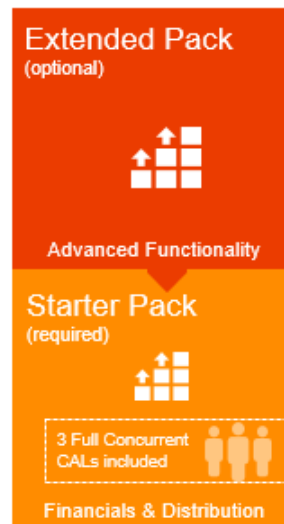 Extended Pack
(optional)
Advanced Functionality
Starter Pack
(required)
3 Full Concurrent
CALs included
Financials & Distribution